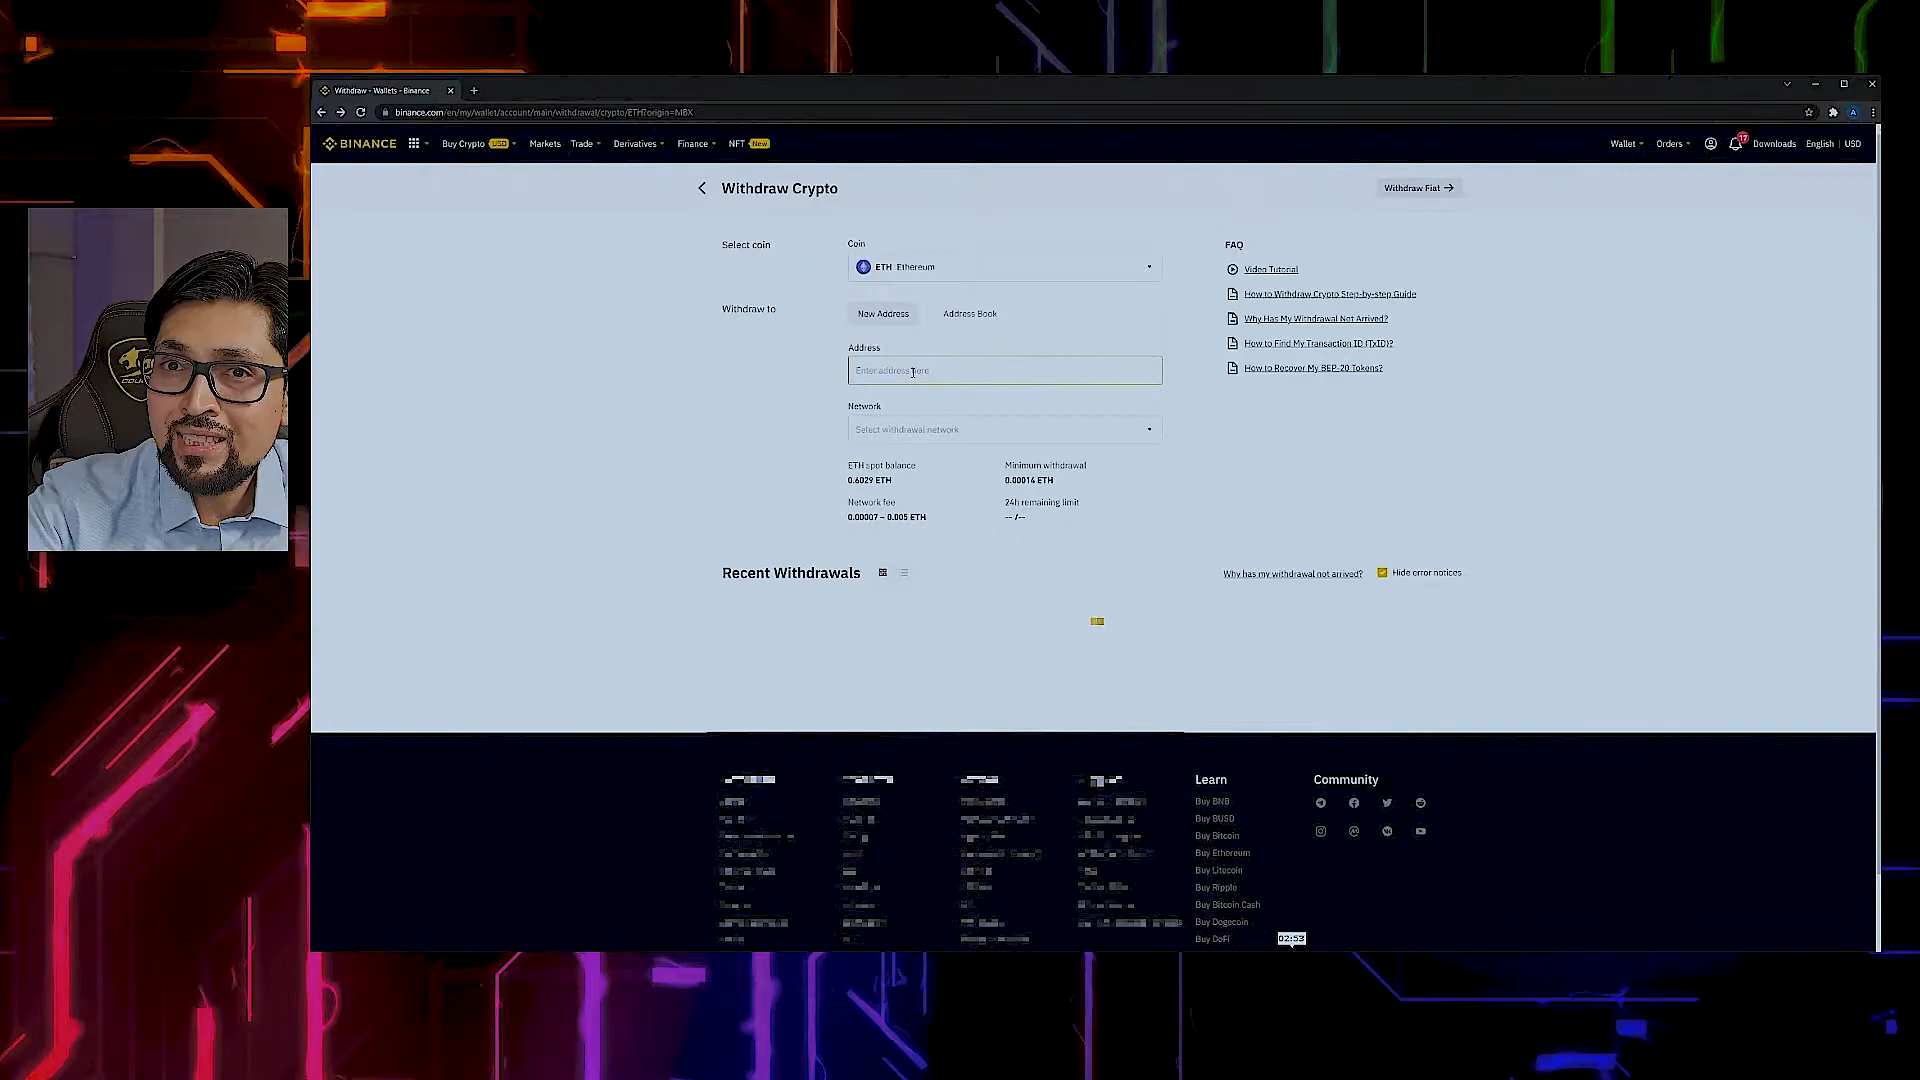 Withdraw - Wallets - Binance
binance.com/en/my/wallet/account/main/withdrawal/crypto/ETH?origin=MBX
BINANCE
Buy Crypto USD
Markets
Trade
Derivatives
Finance
NFT New
Wallet
Orders
17
Downloads
English
USD
Withdraw Crypto
Withdraw Fiat →
Select coin
Coin
ETH Ethereum
Withdraw to
New Address
Address Book
Address
Enter address here
Network
Select withdrawal network
ETH spot balance
0.6029 ETH
Minimum withdrawal
0.00014 ETH
Network fee
0.00007 – 0.005 ETH
24h remaining limit
-- /--
FAQ
Video Tutorial
How to Withdraw Crypto Step-by-step Guide
Why Has My Withdrawal Not Arrived?
How to Find My Transaction ID (TxID)?
How to Recover My BEP-20 Tokens?
Recent Withdrawals
Why has my withdrawal not arrived?
Hide error notices
Learn
Buy BNB
Buy BUSD
Buy Bitcoin
Buy Ethereum
Buy Litecoin
Buy Ripple
Buy Bitcoin Cash
Buy Dogecoin
Buy DeFi
Community
02:53